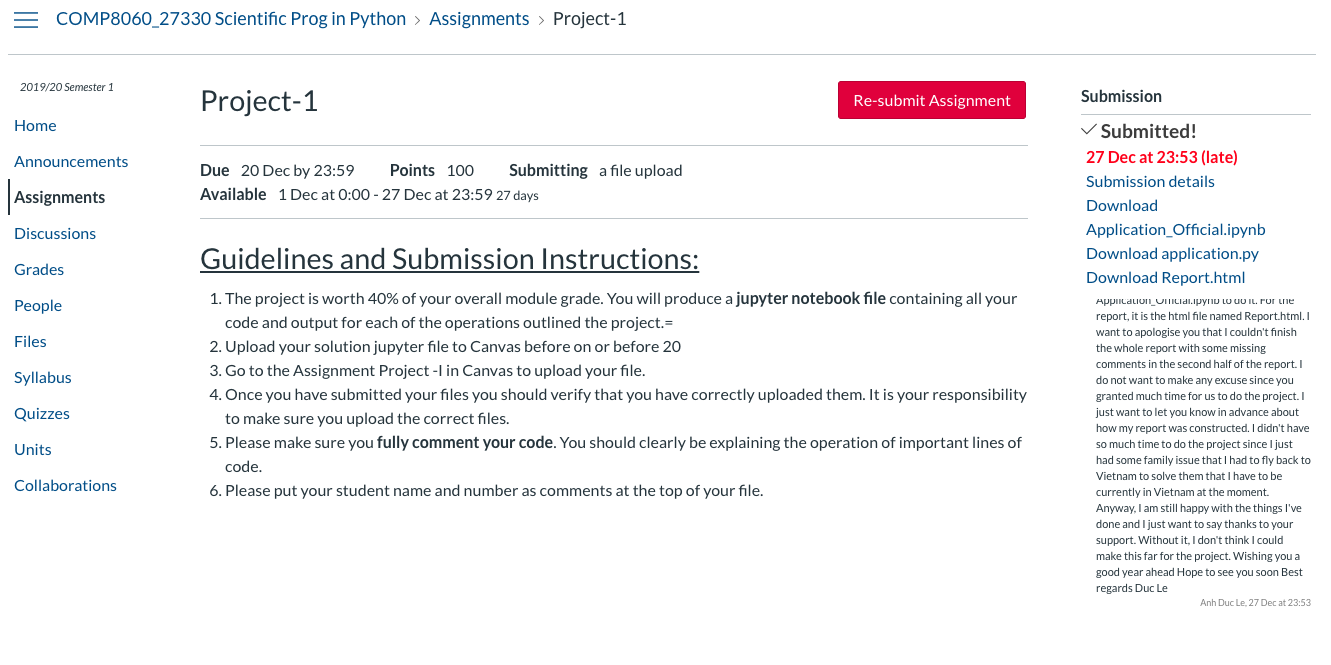 COMP8060_27330 Scientific Prog in Python > Assignments > Project-1
2019/20 Semester 1
Home
Announcements
Assignments
Discussions
Grades
People
Files
Syllabus
Quizzes
Units
Collaborations
Project-1
Re-submit Assignment
Due 20 Dec by 23:59 Points 100 Submitting a file upload
Available 1 Dec at 0:00 - 27 Dec at 23:59 27 days
Guidelines and Submission Instructions:
1. The project is worth 40% of your overall module grade. You will produce a jupyter notebook file containing all your
code and output for each of the operations outlined the project.=
2. Upload your solution jupyter file to Canvas before on or before 20
3. Go to the Assignment Project -I in Canvas to upload your file.
4. Once you have submitted your files you should verify that you have correctly uploaded them. It is your responsibility
to make sure you upload the correct files.
5. Please make sure you fully comment your code. You should clearly be explaining the operation of important lines of
code.
6. Please put your student name and number as comments at the top of your file.
Submission
Submitted!
27 Dec at 23:53 (late)
Submission details
Download
Application_Official.ipynb
Download application.py
Download Report.html
Application_Official.ipynb to do it. For the
report, it is the html file named Report.html. I
want to apologise you that I couldn't finish
the whole report with some missing
comments in the second half of the report. I
do not want to make any excuse since you
granted much time for us to do the project. I
just want to let you know in advance about
how my report was constructed. I didn't have
so much time to do the project since I just
had some family issue that I had to fly back to
Vietnam to solve them that I have to be
currently in Vietnam at the moment.
Anyway, I am still happy with the things I've
done and I just want to say thanks to your
support. Without it, I don't think I could
make this far for the project. Wishing you a
good year ahead Hope to see you soon Best
regards Duc Le
Anh Duc Le, 27 Dec at 23:53